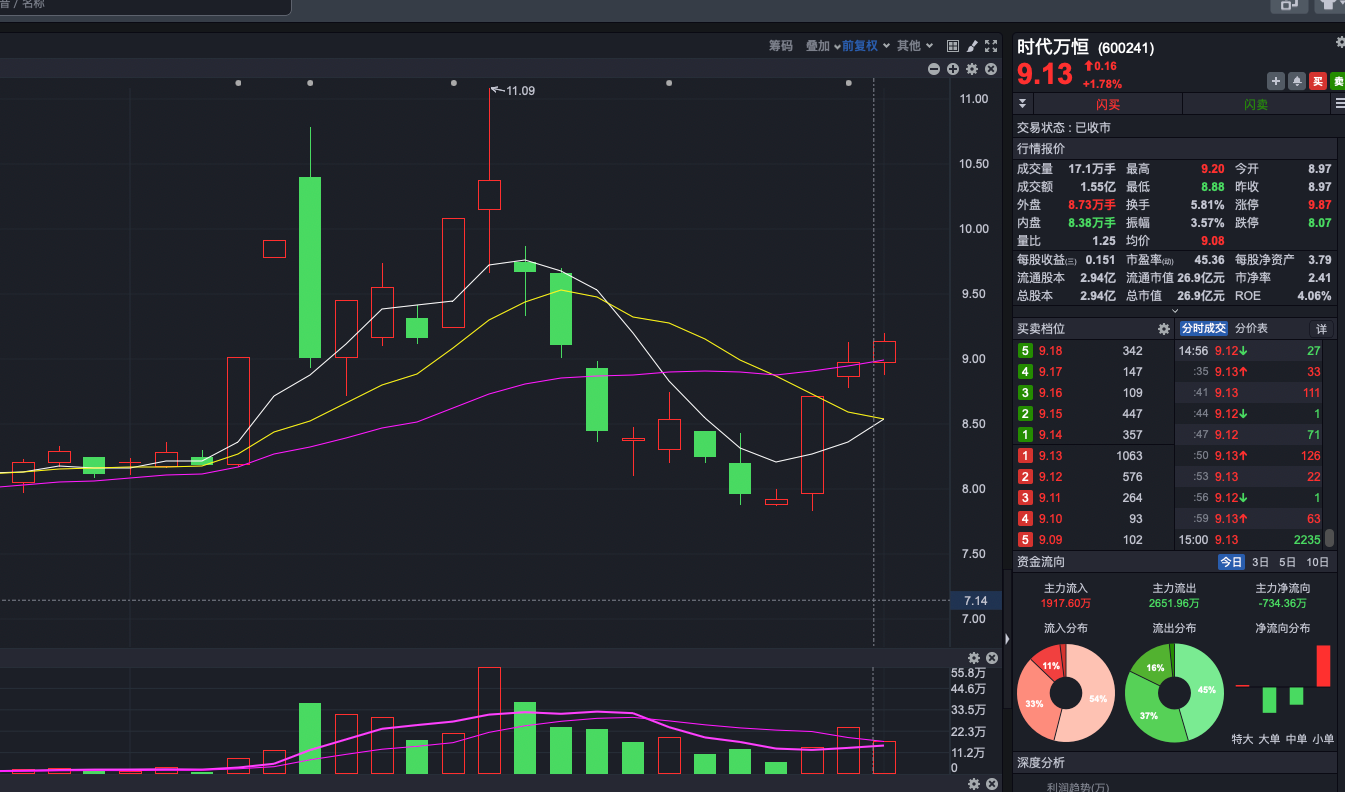 音 / 名称
筹码 叠加 前复权 其他
时代万恒 (600241)
9.13 0.16
+1.78%
买 卖
闪买 闪卖
交易状态 : 已收市
行情报价
成交量 17.1万手 最高 9.20 今开 8.97
成交额 1.55亿 最低 8.88 昨收 8.97
外盘 8.73万手 换手 5.81% 涨停 9.87
内盘 8.38万手 振幅 3.57% 跌停 8.07
量比 1.25 均价 9.08
每股收益(三) 0.151 市盈率(动) 45.36 每股净资产 3.79
流通股本 2.94亿 流通市值 26.9亿元 市净率 2.41
总股本 2.94亿 总市值 26.9亿元 ROE 4.06%
买卖档位 分时成交 分价表 详
5 9.18 342 14:56 9.12↓ 27
4 9.17 147 :35 9.13↑ 33
3 9.16 109 :41 9.13 111
2 9.15 447 :44 9.12↓ 1
1 9.14 357 :47 9.12 71
1 9.13 1063 :50 9.13↑ 126
2 9.12 576 :53 9.13 22
3 9.11 264 :56 9.12↓ 1
4 9.10 93 :59 9.13↑ 63
5 9.09 102 15:00 9.13 2235
资金流向 今日 3日 5日 10日
主力流入 主力流出 主力净流向
1917.60万 2651.96万 -734.36万
流入分布 流出分布 净流向分布
11% 54% 33%
16% 45% 37%
特大 大单 中单 小单
深度分析
利润趋势(万)
11.09
11.00
10.50
10.00
9.50
9.00
8.50
8.00
7.50
7.14
7.00
55.8万
44.6万
33.5万
22.3万
11.2万
0